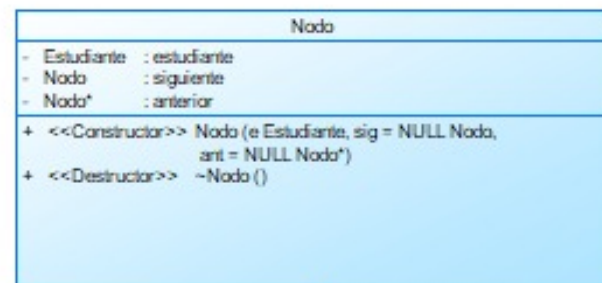 Nodo
- Estudiante : estudiante
- Nodo : siguiente
- Nodo* : anterior
+ <<Constructor>> Nodo (e Estudiante, sig = NULL Nodo,
ant = NULL Nodo*)
+ <<Destructor>> ~Nodo ()